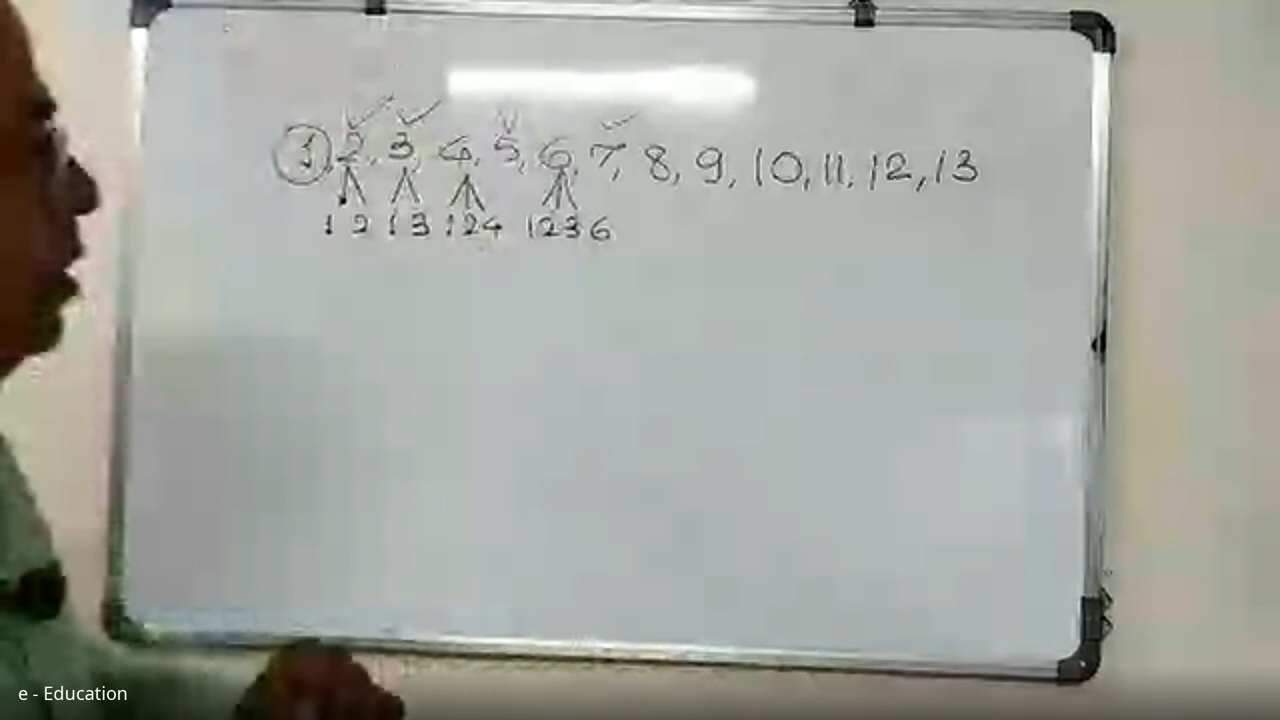 1, 2, 3, 4, 5, 6, 7, 8, 9, 10, 11, 12, 13
1 2 1 3 1 2 4 1 2 3 6
e - Education